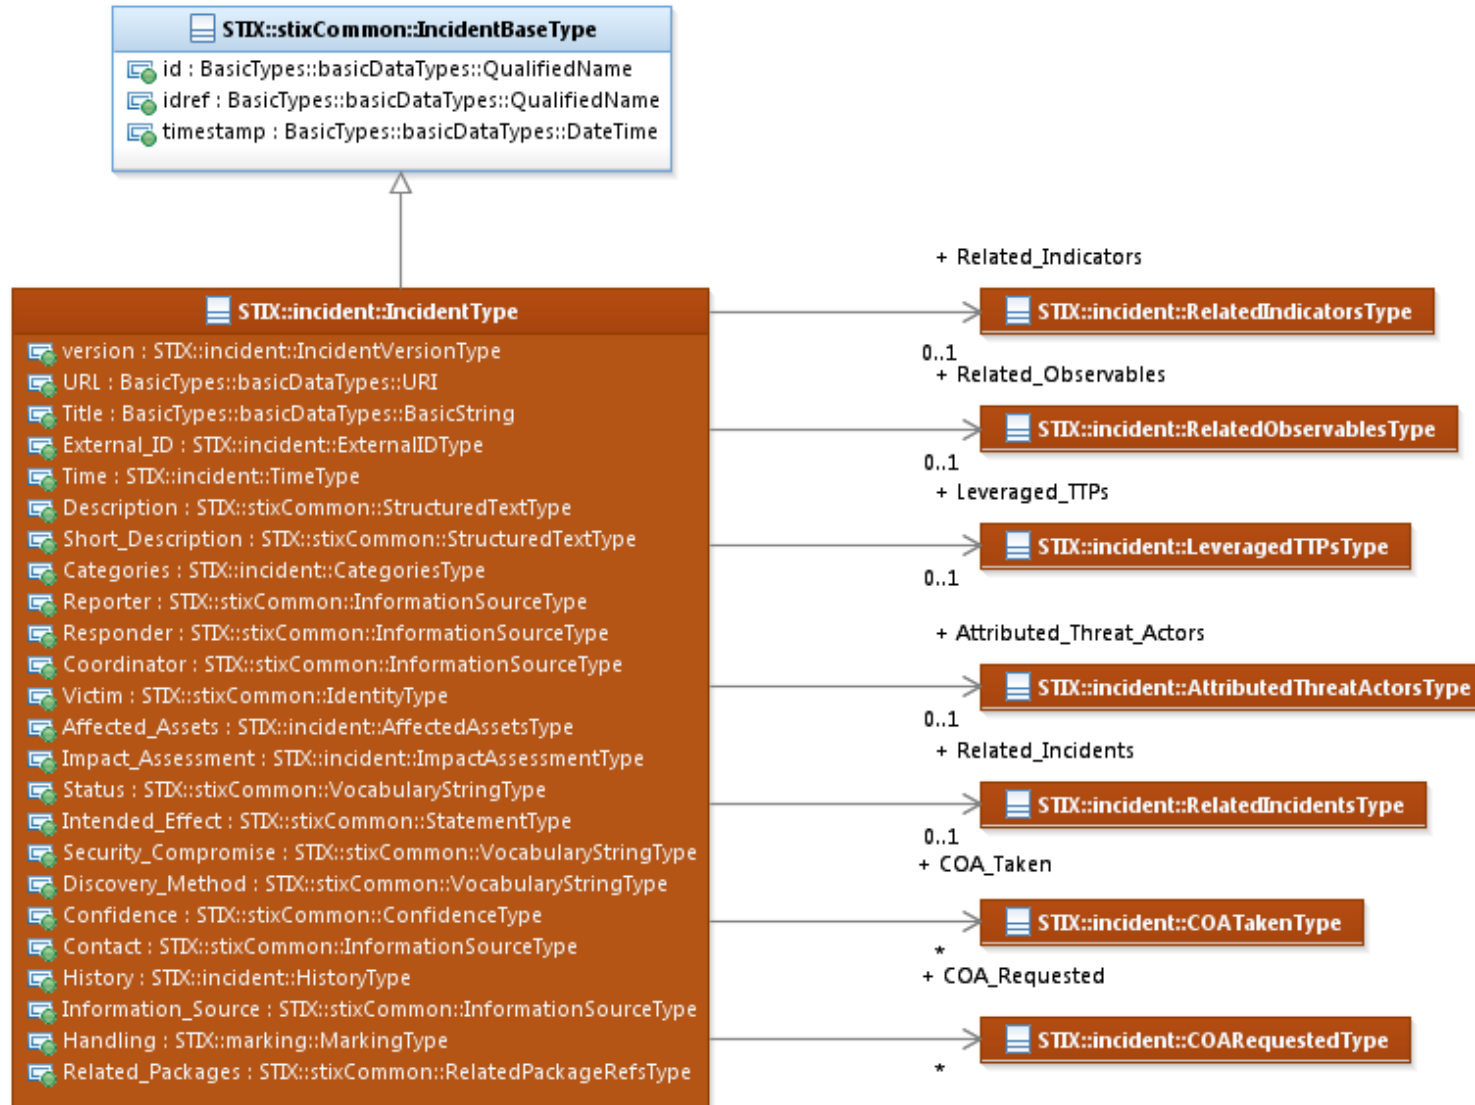 STIX::stixCommon::IncidentBaseType
id : BasicTypes::basicDataTypes::QualifiedName
idref : BasicTypes::basicDataTypes::QualifiedName
timestamp : BasicTypes::basicDataTypes::DateTime
STIX::incident::IncidentType
version : STIX::incident::IncidentVersionType
URL : BasicTypes::basicDataTypes::URI
Title : BasicTypes::basicDataTypes::BasicString
External_ID : STIX::incident::ExternalIDType
Time : STIX::incident::TimeType
Description : STIX::stixCommon::StructuredTextType
Short_Description : STIX::stixCommon::StructuredTextType
Categories : STIX::incident::CategoriesType
Reporter : STIX::stixCommon::InformationSourceType
Responder : STIX::stixCommon::InformationSourceType
Coordinator : STIX::stixCommon::InformationSourceType
Victim : STIX::stixCommon::IdentityType
Affected_Assets : STIX::incident::AffectedAssetsType
Impact_Assessment : STIX::incident::ImpactAssessmentType
Status : STIX::stixCommon::VocabularyStringType
Intended_Effect : STIX::stixCommon::StatementType
Security_Compromise : STIX::stixCommon::VocabularyStringType
Discovery_Method : STIX::stixCommon::VocabularyStringType
Confidence : STIX::stixCommon::ConfidenceType
Contact : STIX::stixCommon::InformationSourceType
History : STIX::incident::HistoryType
Information_Source : STIX::stixCommon::InformationSourceType
Handling : STIX::marking::MarkingType
Related_Packages : STIX::stixCommon::RelatedPackageRefsType
+ Related_Indicators
STIX::incident::RelatedIndicatorsType
0..1
+ Related_Observables
STIX::incident::RelatedObservablesType
0..1
+ Leveraged_TTPs
STIX::incident::LeveragedTTPsType
0..1
+ Attributed_Threat_Actors
STIX::incident::AttributedThreatActorsType
0..1
+ Related_Incidents
STIX::incident::RelatedIncidentsType
0..1
+ COA_Taken
STIX::incident::COATakenType
*
+ COA_Requested
STIX::incident::COARequestedType
*